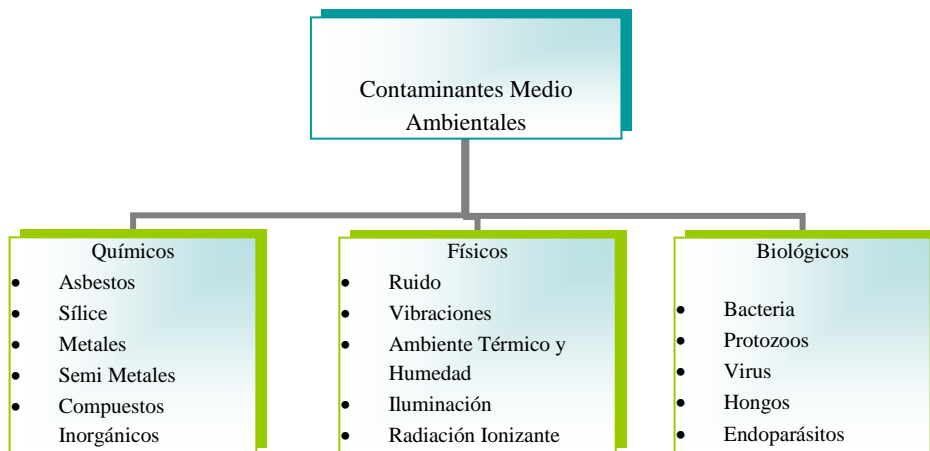 Contaminantes Medio
Ambientales
Químicos
• Asbestos
• Sílice
• Metales
• Semi Metales
• Compuestos
Inorgánicos
Físicos
• Ruido
• Vibraciones
• Ambiente Térmico y
Humedad
• Iluminación
• Radiación Ionizante
Biológicos
• Bacteria
• Protozoos
• Virus
• Hongos
• Endoparásitos